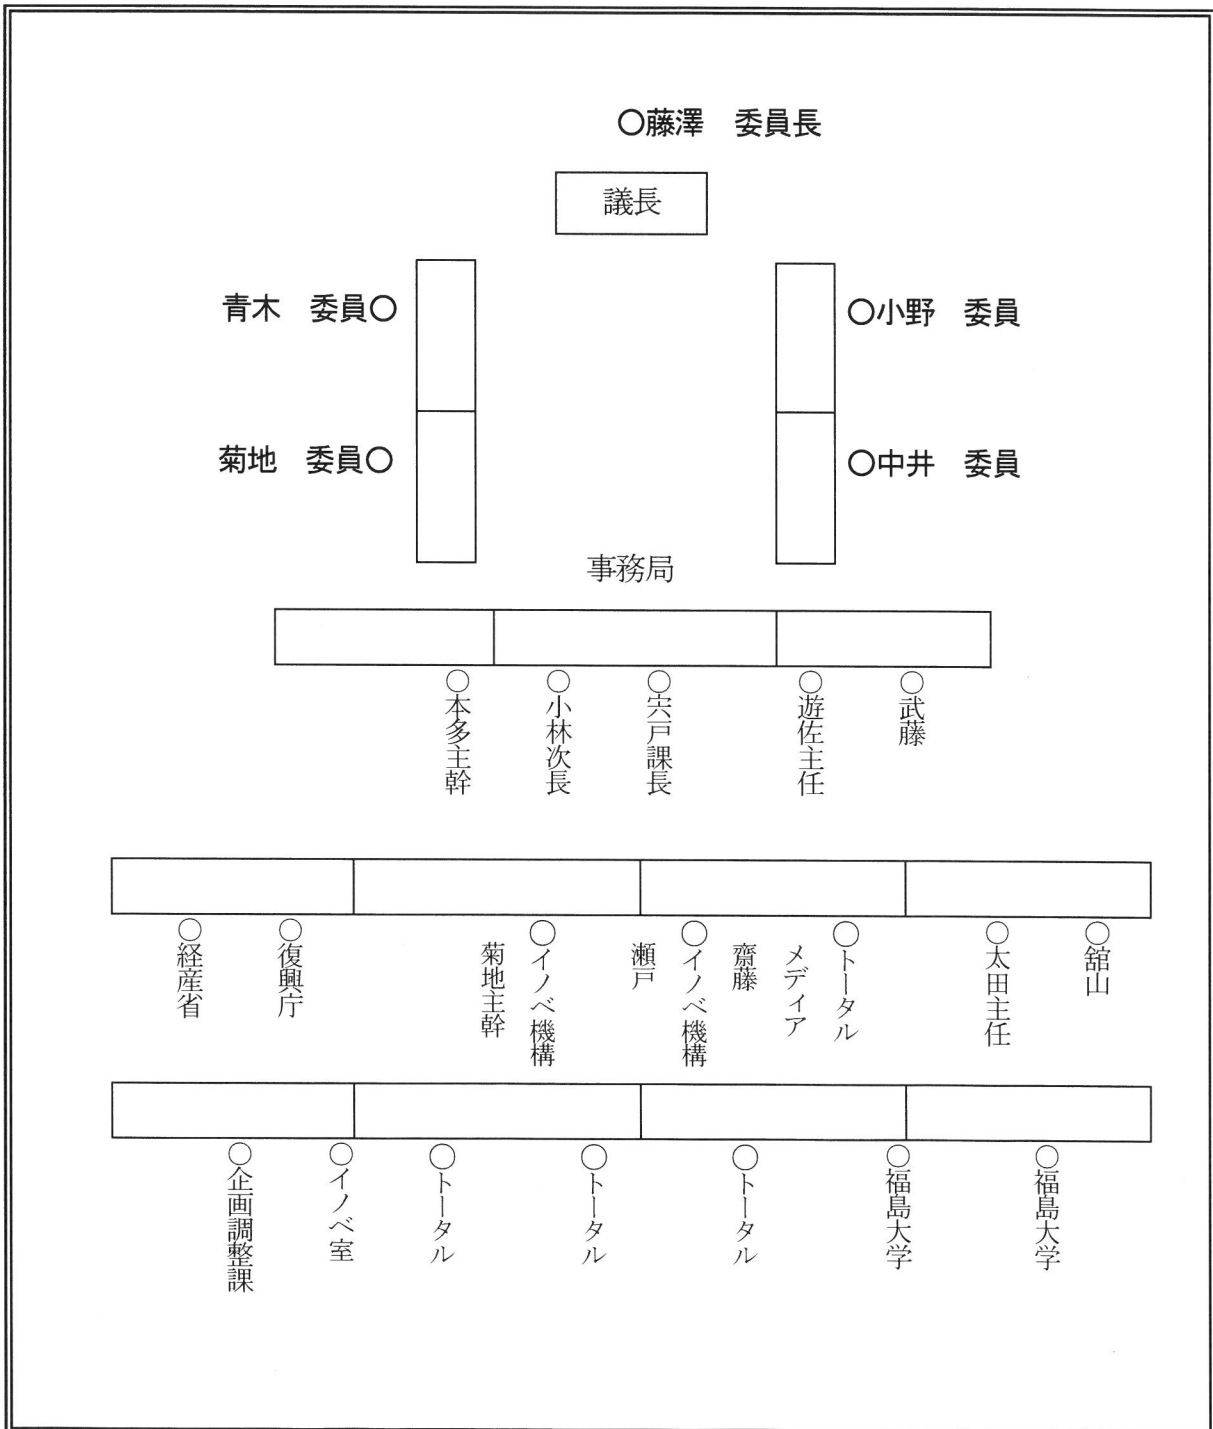 ○藤澤　委員長
議長
青木　委員○
○小野　委員
菊地　委員○
○中井　委員
事務局
○本多主幹
○小林次長
○宍戸課長
○遊佐主任
○武藤
○経産省
○復興庁
○イノベ機構
菊地主幹
○イノベ機構
瀬戸
○トータル
メディア
齋藤
○太田主任
○舘山
○企画調整課
○イノベ室
○トータル
○トータル
○トータル
○福島大学
○福島大学